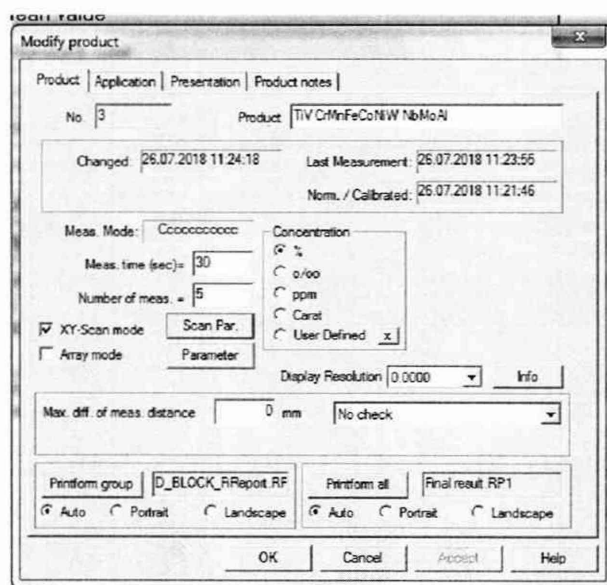 Mean Value
Modify product
x
Product Application Presentation Product notes
No. 3 Product TiV CrMnFeCoNiW NbMoAl
Changed: 26.07.2018 11:24:18 Last Measurement: 26.07.2018 11:23:56
Norm. / Calibrated: 26.07.2018 11:21:46
Meas. Mode: Cccccccccc Concentration
%
Meas. time (sec)= 30
o/oo
Number of meas. = 5 ppm
Carat
XY-Scan mode Scan Par. User Defined x
Array mode Parameter
Display Resolution 0.0000 Info
Max. diff. of meas. distance 0 mm No check
Printform group D_BLOCK_RReport.RF Printform all Final result.RP1
Auto Portrait Landscape Auto Portrait Landscape
OK Cancel Accept Help